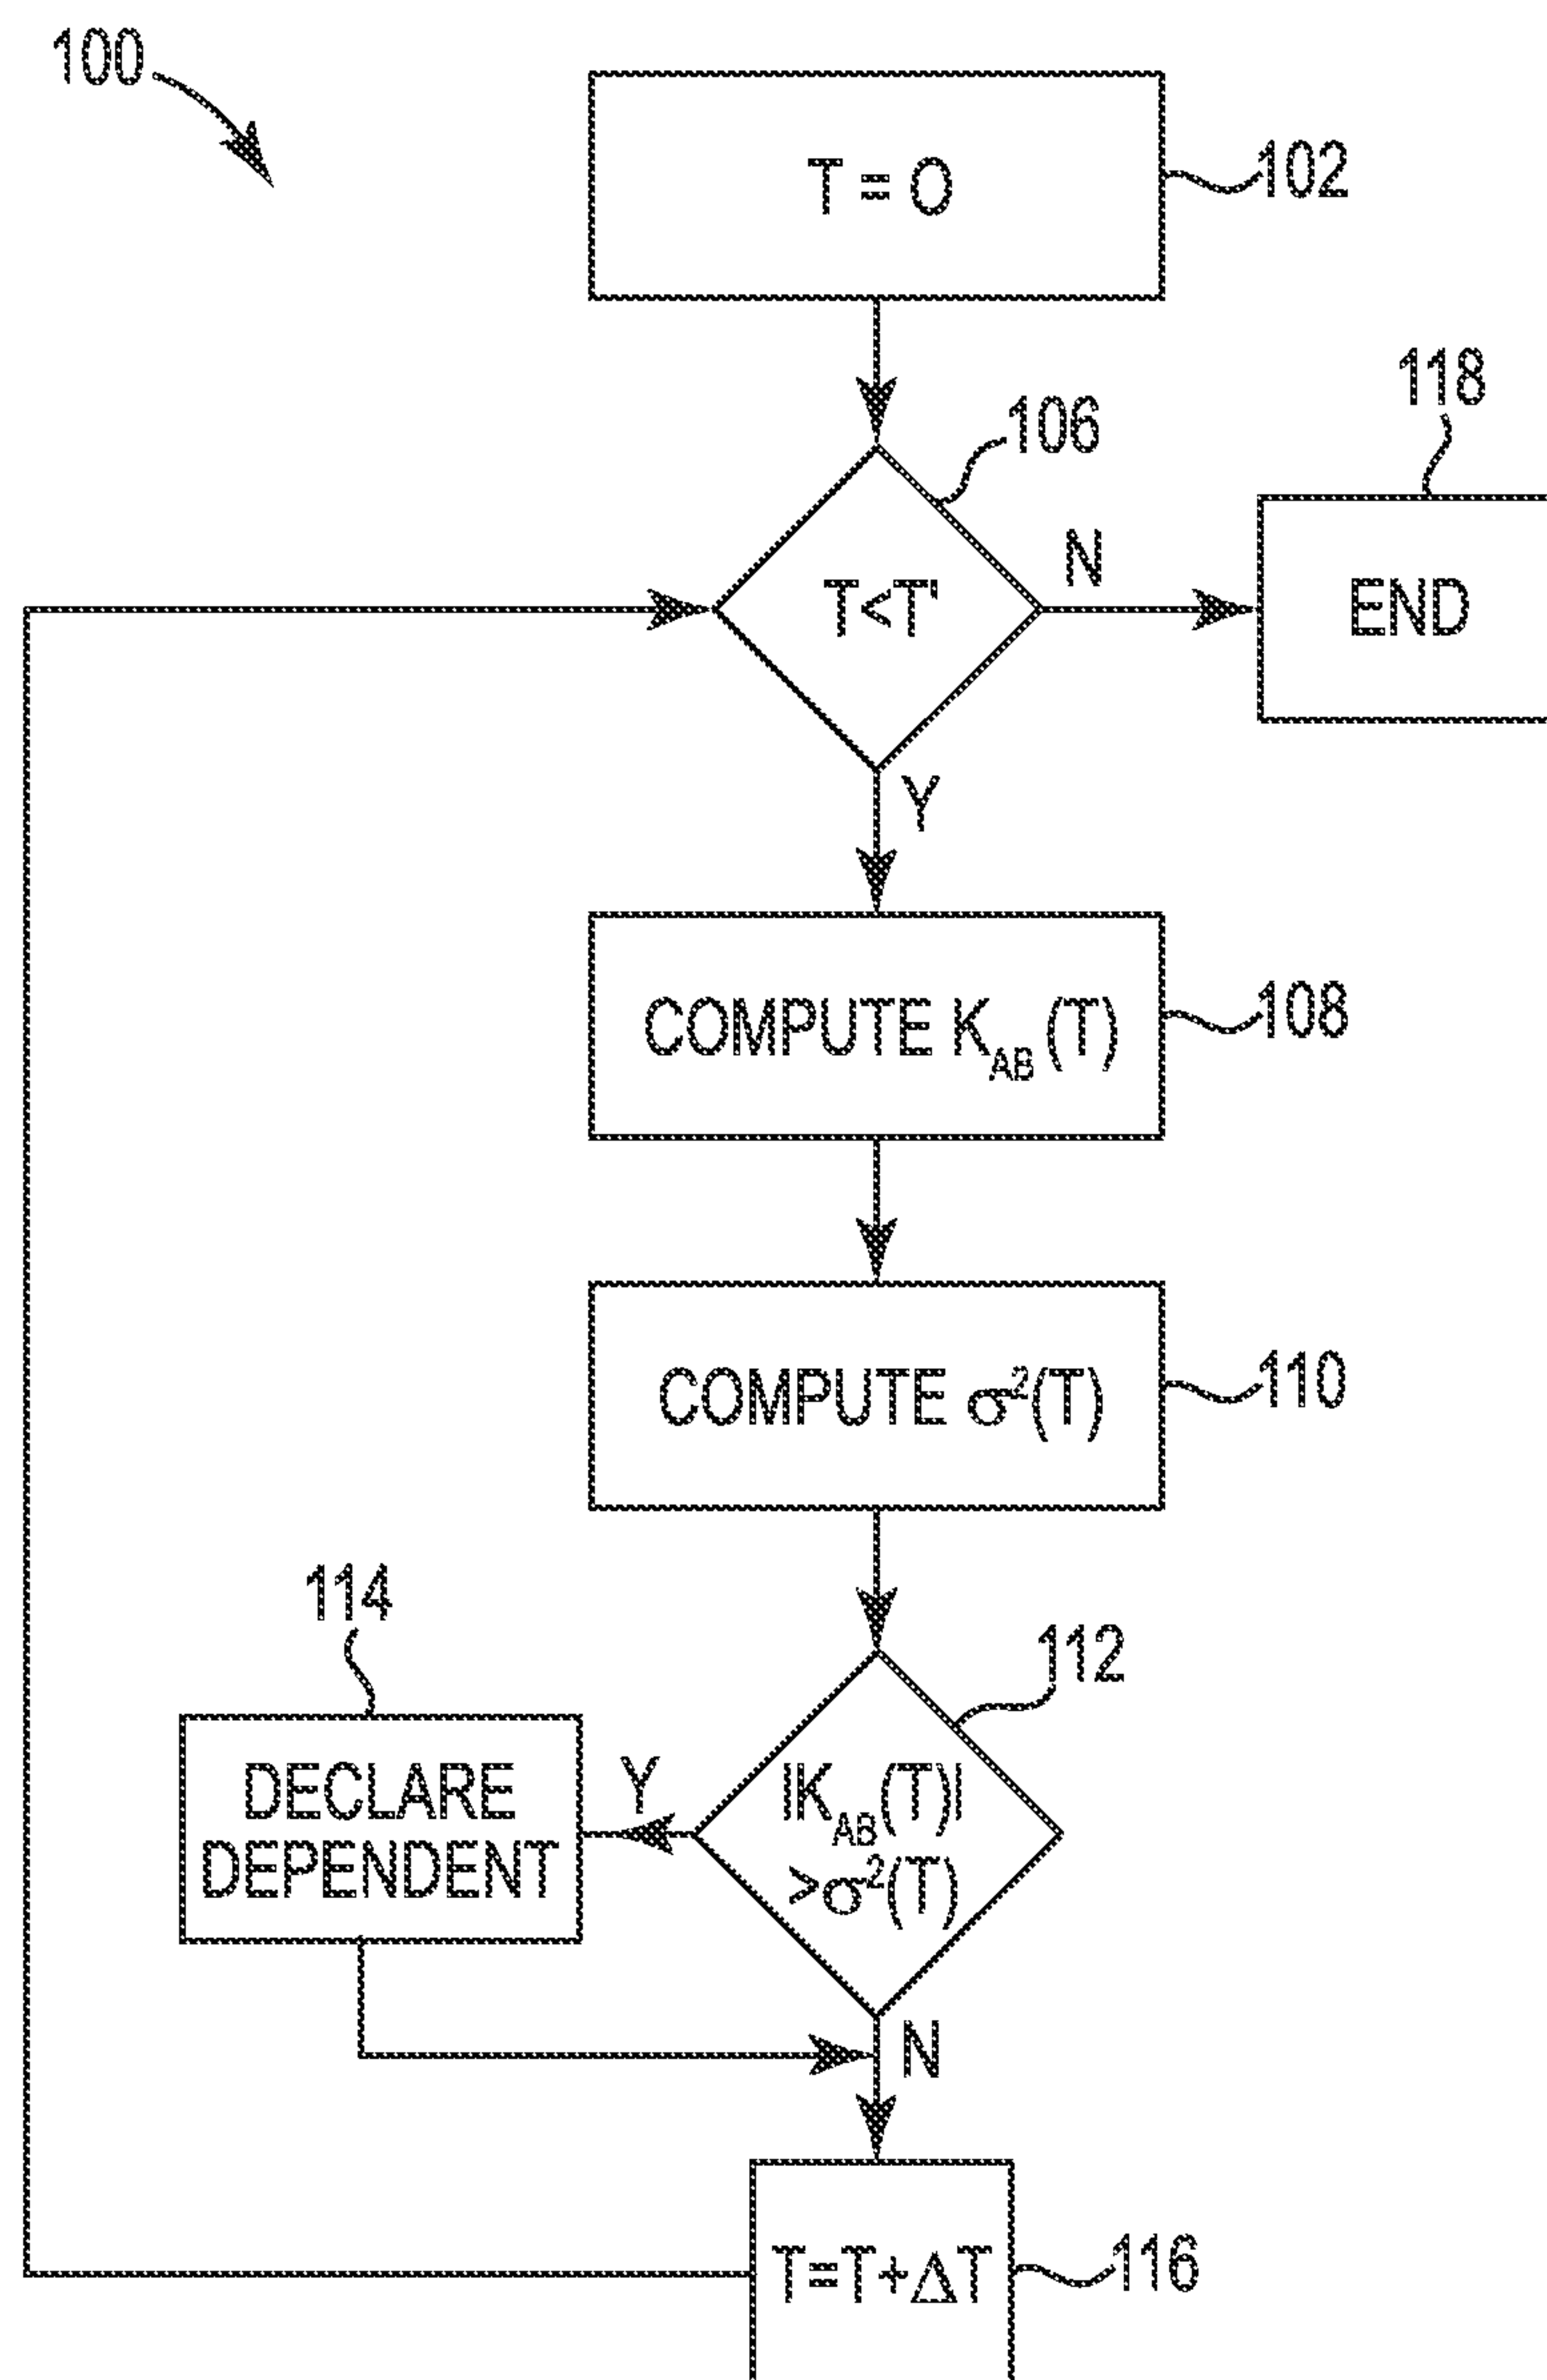 100
T = O
102
106
118
T<T'
N
END
Y
COMPUTE K_AB (T)
108
COMPUTE σ²(T)
110
114
112
DECLARE
DEPENDENT
Y
|K_AB(T)|
>σ²(T)
N
T=T+ΔT
116